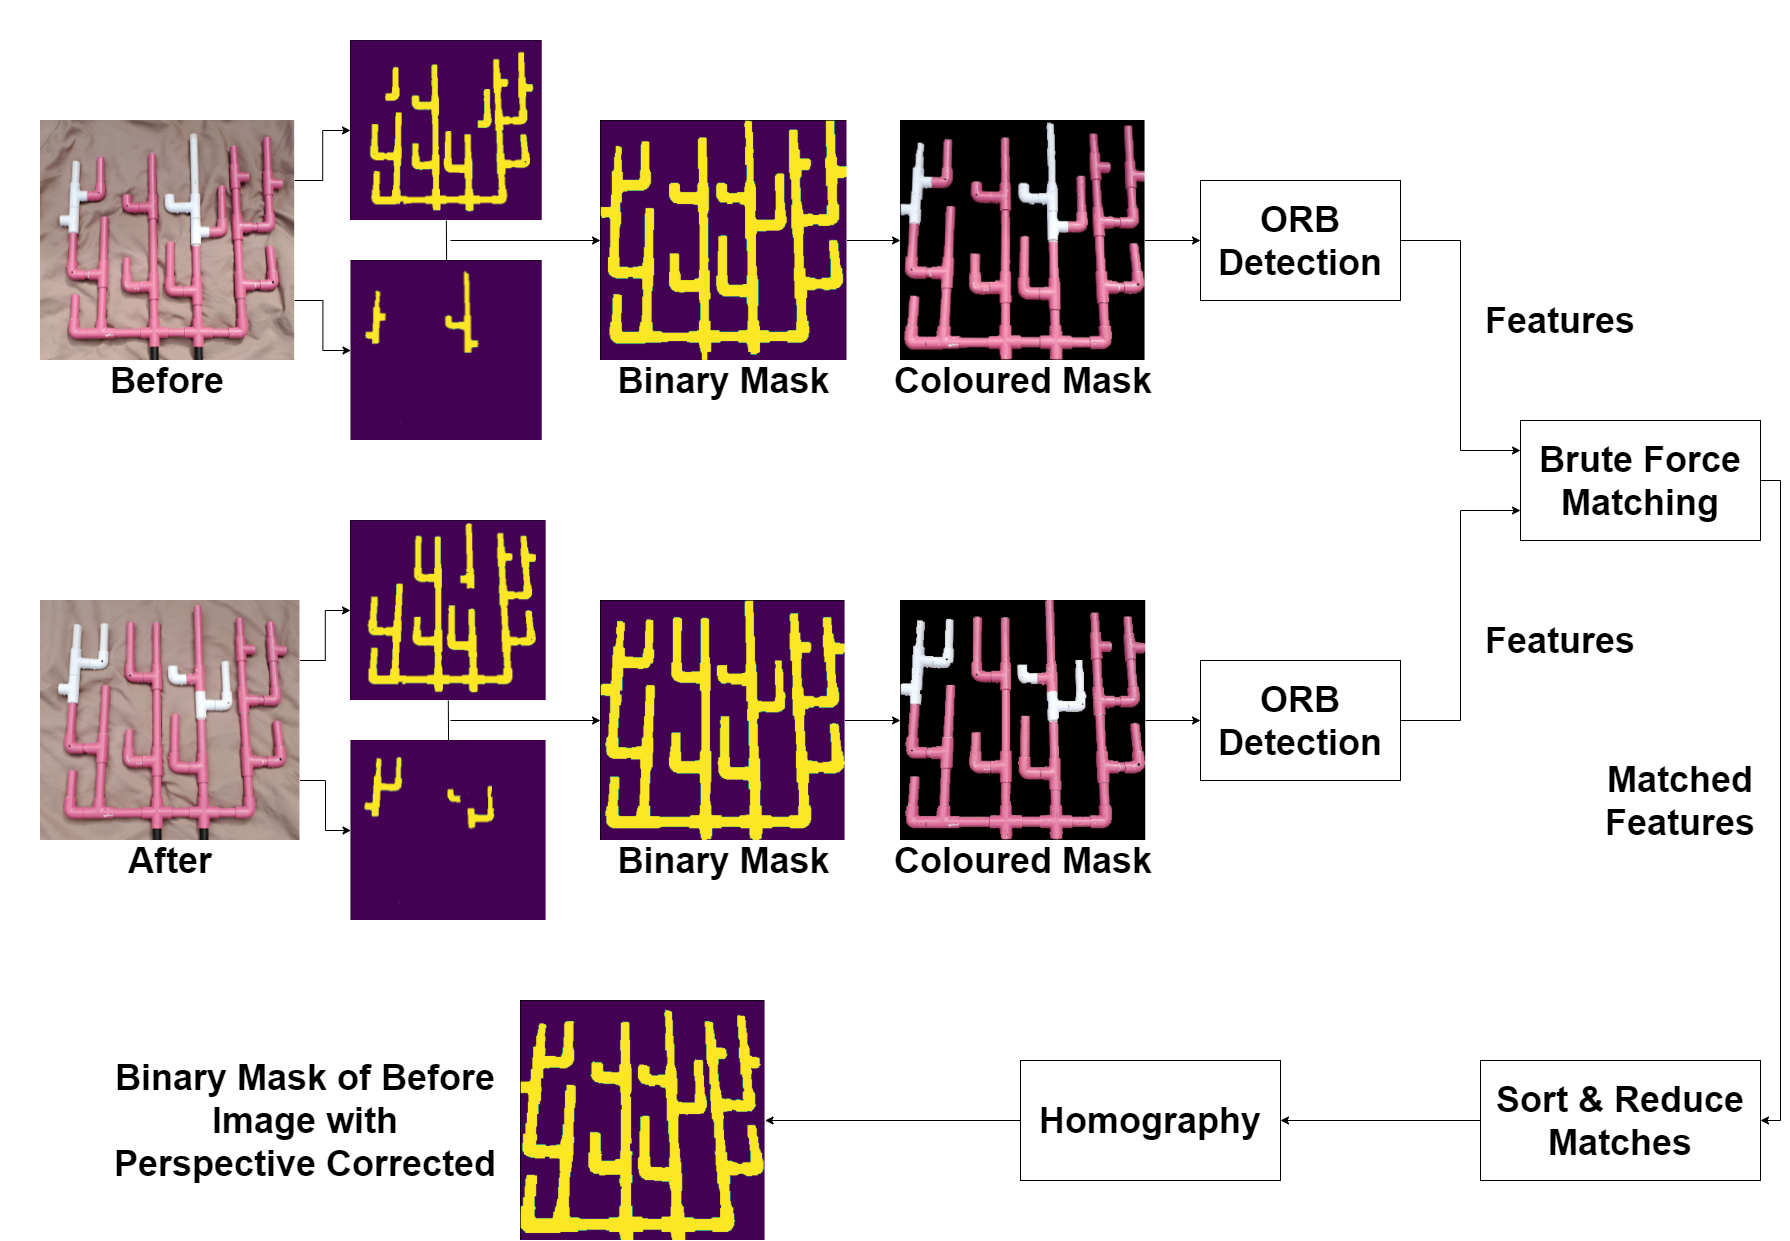 Before
Binary Mask
Coloured Mask
ORB
Detection
Features
Brute Force
Matching
After
Binary Mask
Coloured Mask
ORB
Detection
Features
Matched
Features
Sort & Reduce
Matches
Homography
Binary Mask of Before
Image with
Perspective Corrected